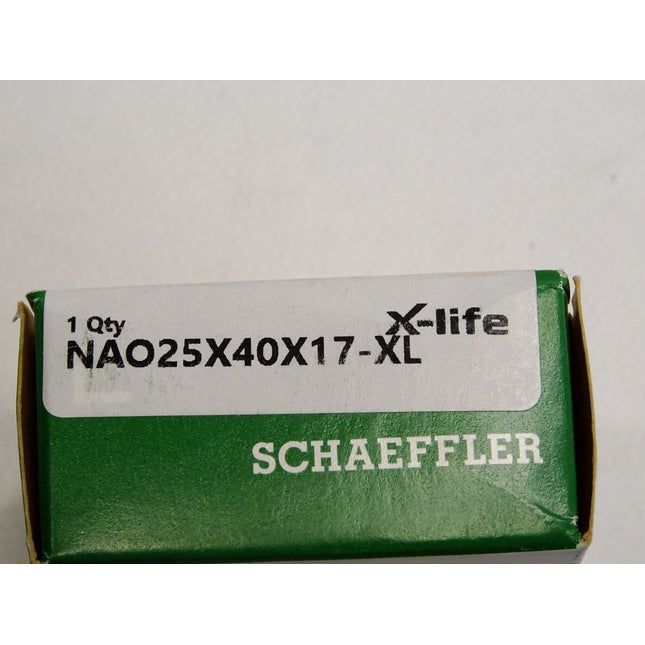 1 Qty
X-life
NAO25X40X17-XL
SCHAEFFLER